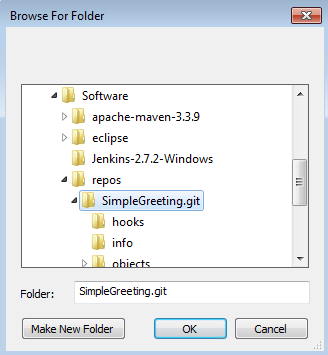 Browse For Folder
Software
apache-maven-3.3.9
eclipse
Jenkins-2.7.2-Windows
repos
SimpleGreeting.git
hooks
info
objects
Folder: SimpleGreeting.git
Make New Folder OK Cancel